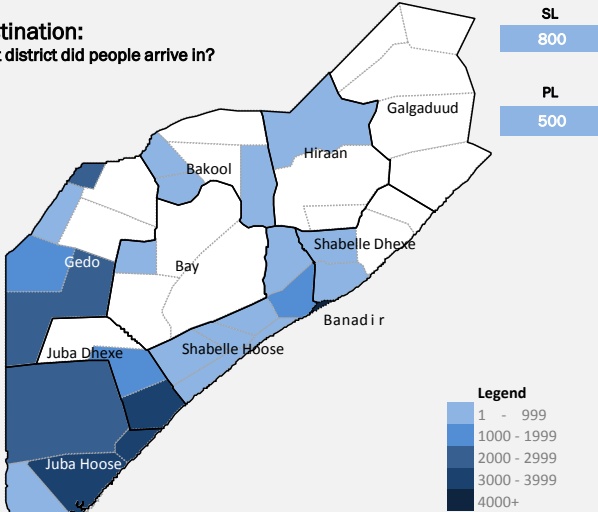 tination:
t district did people arrive in?
SL
800
PL
500
Galgaduud
Hiraan
Bakool
Shabelle Dhexe
Gedo
Bay
Banadir
Juba Dhexe
Shabelle Hoose
Juba Hoose
Legend
1 - 999
1000 - 1999
2000 - 2999
3000 - 3999
4000+